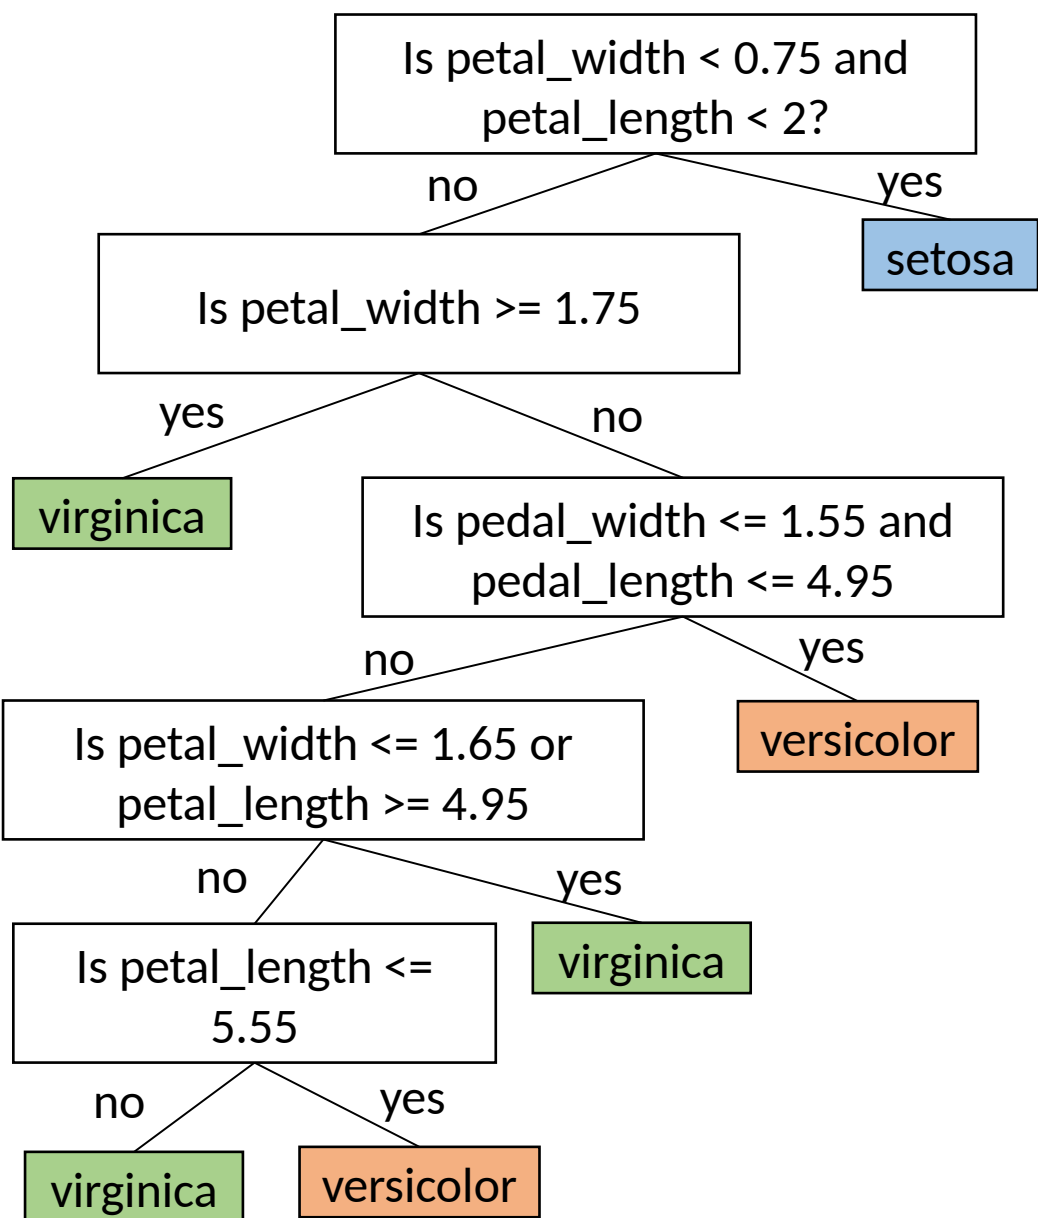 Is petal_width < 0.75 and
petal_length < 2?
no
yes
setosa
Is petal_width >= 1.75
yes
no
virginica
Is pedal_width <= 1.55 and
pedal_length <= 4.95
no
yes
Is petal_width <= 1.65 or
petal_length >= 4.95
versicolor
no
yes
Is petal_length <=
5.55
virginica
no
yes
virginica
versicolor